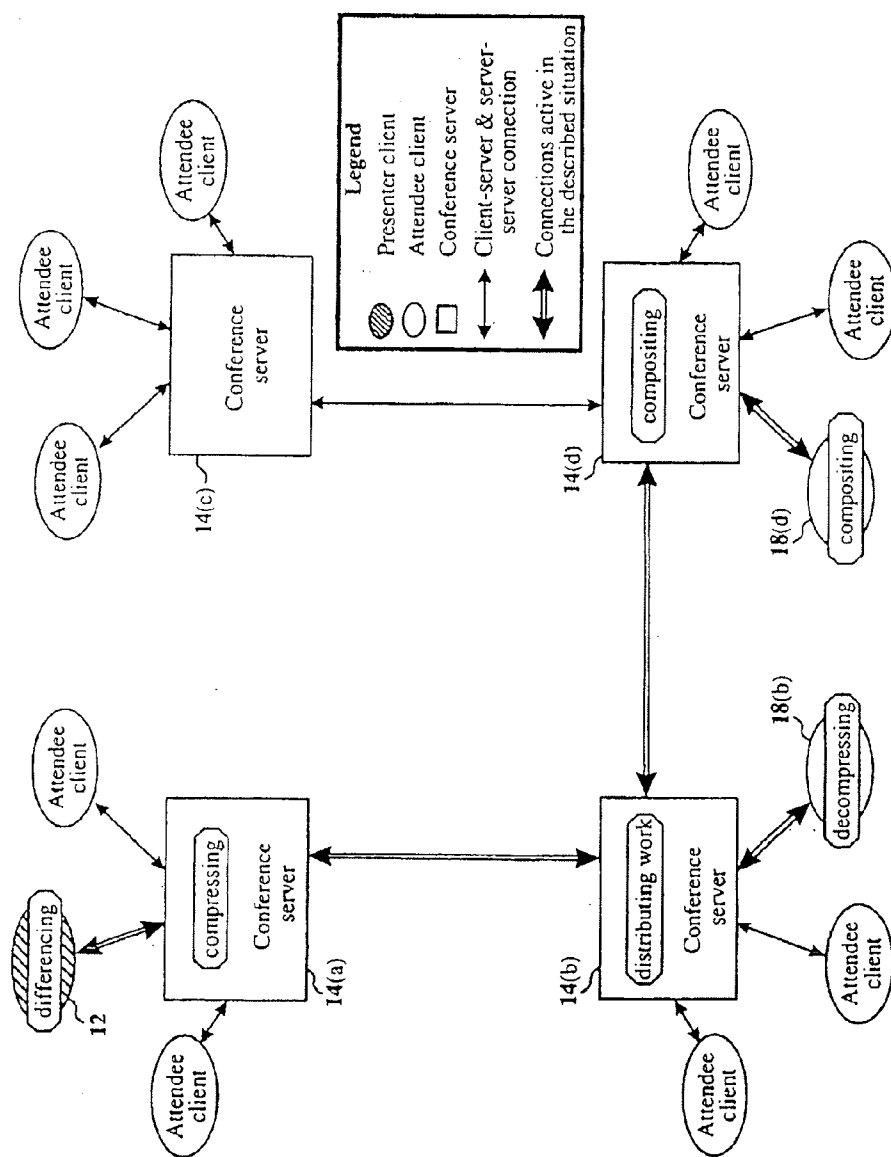 differencing
12
Attendee
client
Attendee
client
compressing
Conference
server
14(a)
Attendee
client
Attendee
client
Attendee
client
Conference
server
14(c)
Legend
Presenter client
Attendee client
Conference server
Client-server & server-
server connection
Connections active in
the described situation
distributing work
Conference
server
14(b)
Attendee
client
Attendee
client
decompressing
18(b)
compositing
Conference
server
14(d)
Attendee
client
Attendee
client
compositing
18(d)